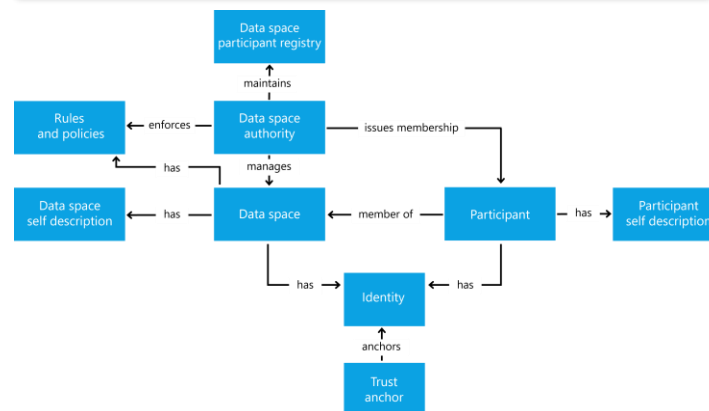 Data space
participant registry
maintains
Rules
and policies
enforces
Data space
authority
issues membership
has
manages
Data space
self description
has
Data space
member of
Participant
has
Participant
self description
has
Identity
has
anchors
Trust
anchor